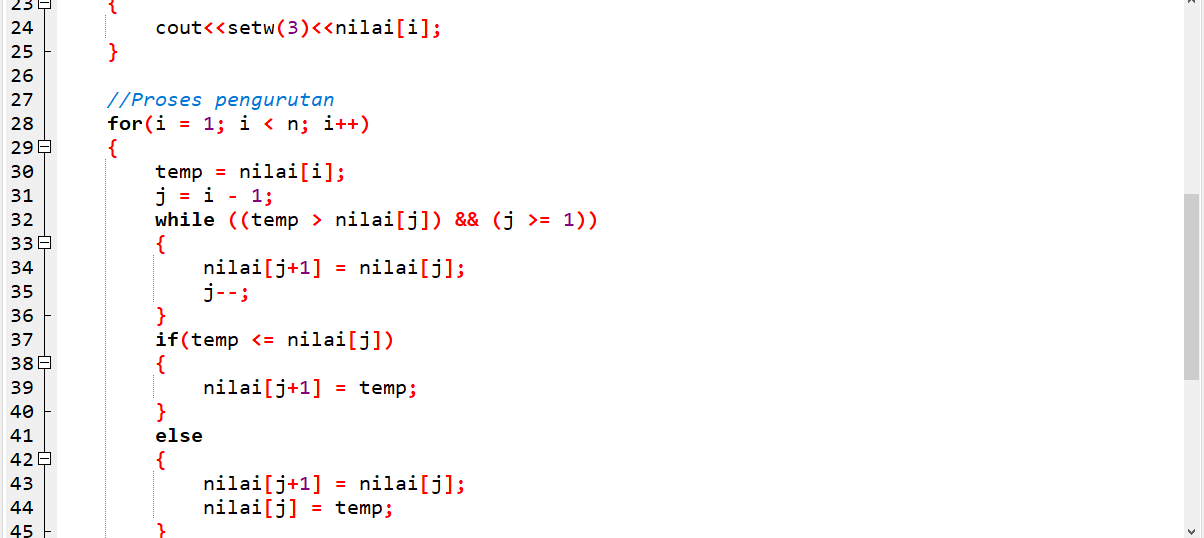 23 {
24 cout<<setw(3)<<nilai[i];
25 }
26
27 //Proses pengurutan
28 for(i = 1; i < n; i++)
29 {
30 temp = nilai[i];
31 j = i - 1;
32 while ((temp > nilai[j]) && (j >= 1))
33 {
34 nilai[j+1] = nilai[j];
35 j--;
36 }
37 if(temp <= nilai[j])
38 {
39 nilai[j+1] = temp;
40 }
41 else
42 {
43 nilai[j+1] = nilai[j];
44 nilai[j] = temp;
45 }